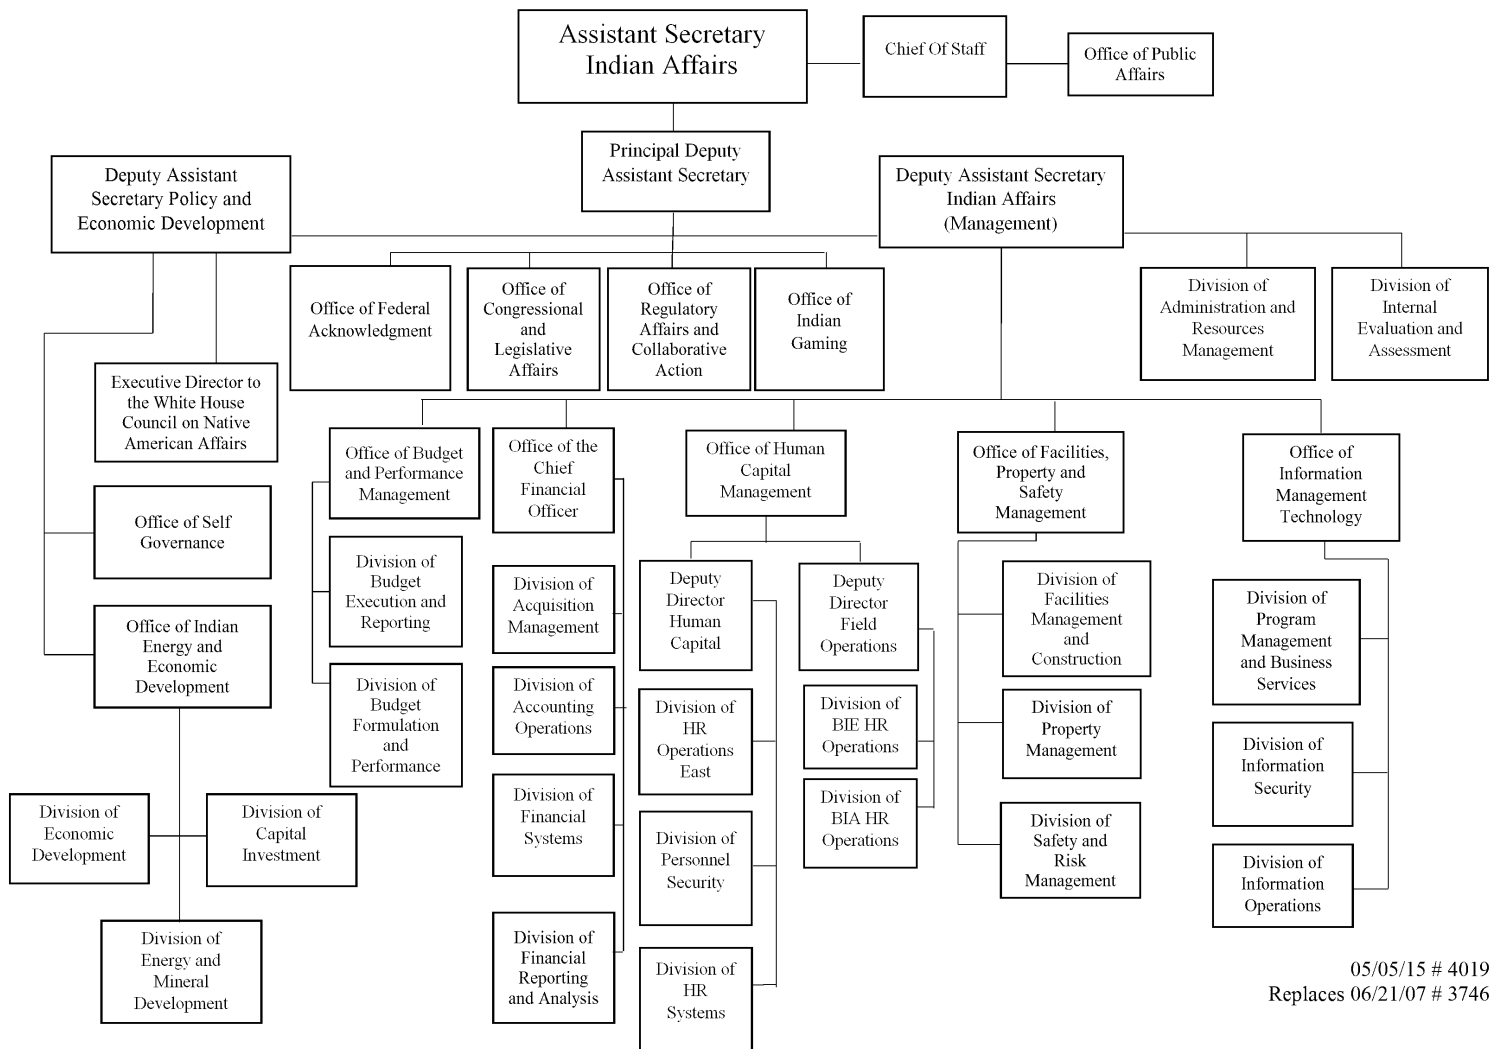 Assistant Secretary
Indian Affairs
Chief Of Staff
Office of Public
Affairs
Principal Deputy
Assistant Secretary
Deputy Assistant
Secretary Policy and
Economic Development
Deputy Assistant Secretary
Indian Affairs
(Management)
Office of Federal
Acknowledgment
Office of
Congressional
and
Legislative
Affairs
Office of
Regulatory
Affairs and
Collaborative
Action
Office of
Indian
Gaming
Division of
Administration and
Resources
Management
Division of
Internal
Evaluation and
Assessment
Executive Director to
the White House
Council on Native
American Affairs
Office of Self
Governance
Office of Indian
Energy and
Economic
Development
Division of
Economic
Development
Division of
Capital
Investment
Division of
Energy and
Mineral
Development
Office of Budget
and Performance
Management
Division of
Budget
Execution and
Reporting
Division of
Budget
Formulation
and
Performance
Office of the
Chief
Financial
Officer
Division of
Acquisition
Management
Division of
Accounting
Operations
Division of
Financial
Systems
Division of
Financial
Reporting
and Analysis
Office of Human
Capital
Management
Deputy
Director
Human
Capital
Division of
HR
Operations
East
Division of
Personnel
Security
Division of
HR
Systems
Deputy
Director
Field
Operations
Division of
BIE HR
Operations
Division of
BIA HR
Operations
Office of Facilities,
Property and
Safety
Management
Division of
Facilities
Management
and
Construction
Division of
Property
Management
Division of
Safety and
Risk
Management
Office of
Information
Management
Technology
Division of
Program
Management
and Business
Services
Division of
Information
Security
Division of
Information
Operations
05/05/15 # 4019
Replaces 06/21/07 # 3746